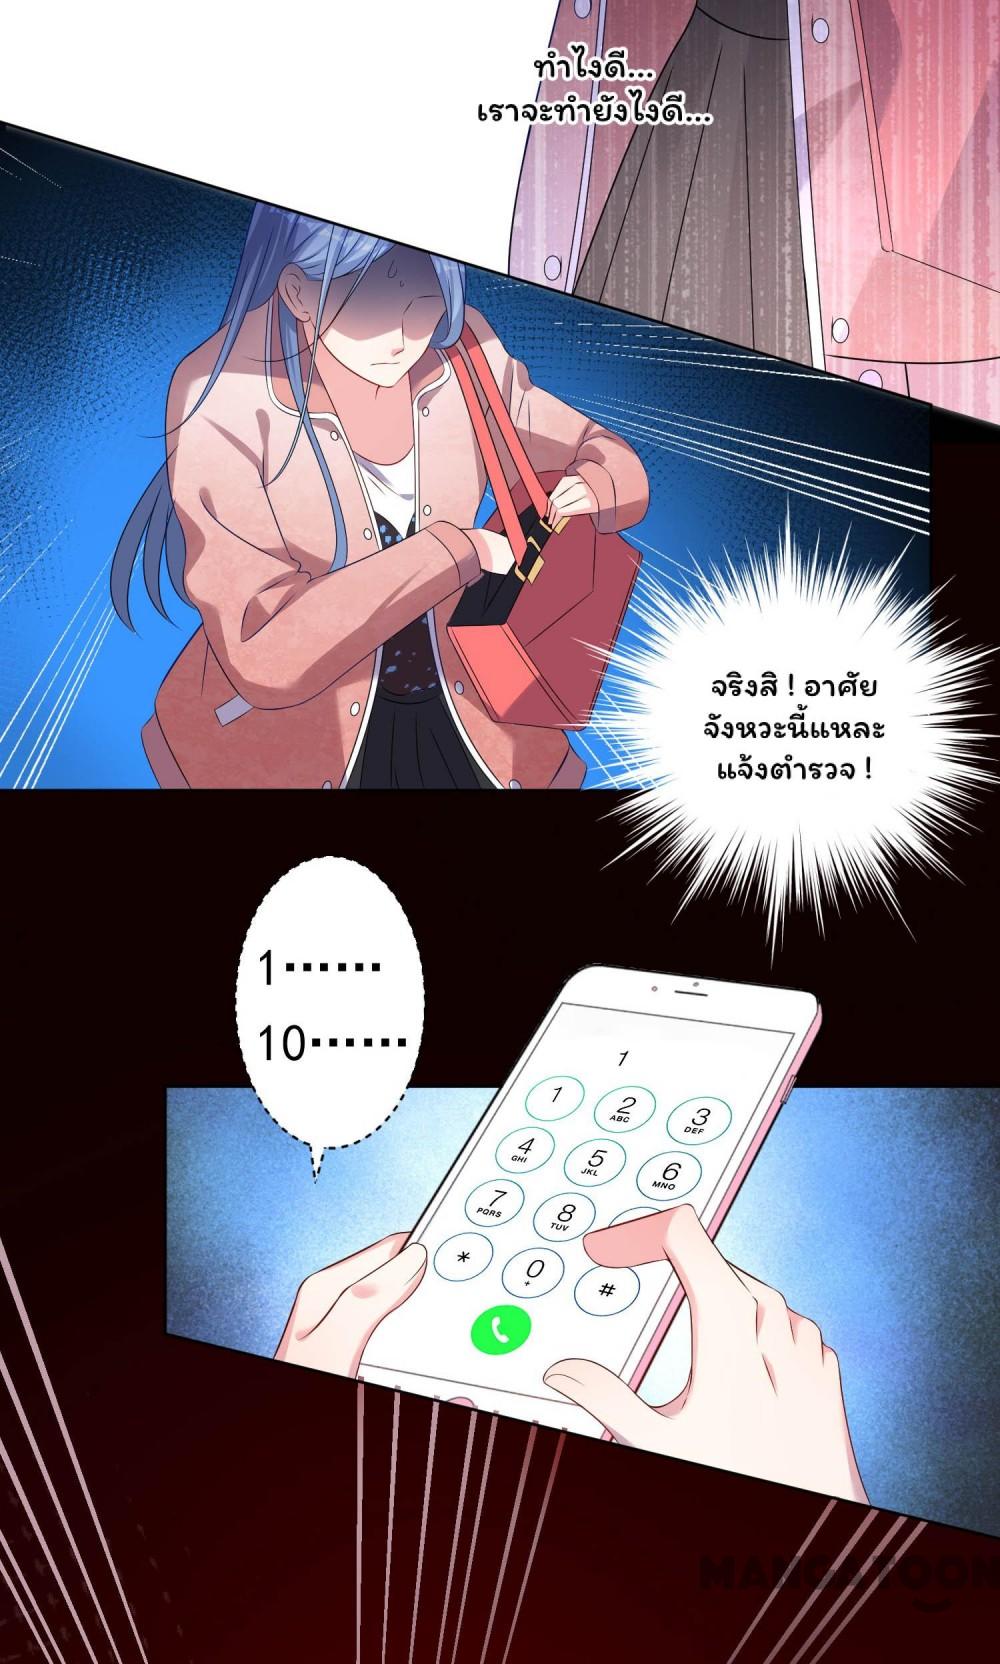 ทำไงดี...
เราจะทำยังไงดี...
จริงสิ ! อาศัย
จังหวะนี้แหละ
แจ้งตำรวจ !
1······
10······
1
1
2
ABC
3
DEF
4
GHI
5
JKL
6
MNO
7
PQRS
8
TUV
*
0
+
#
MANGATOON